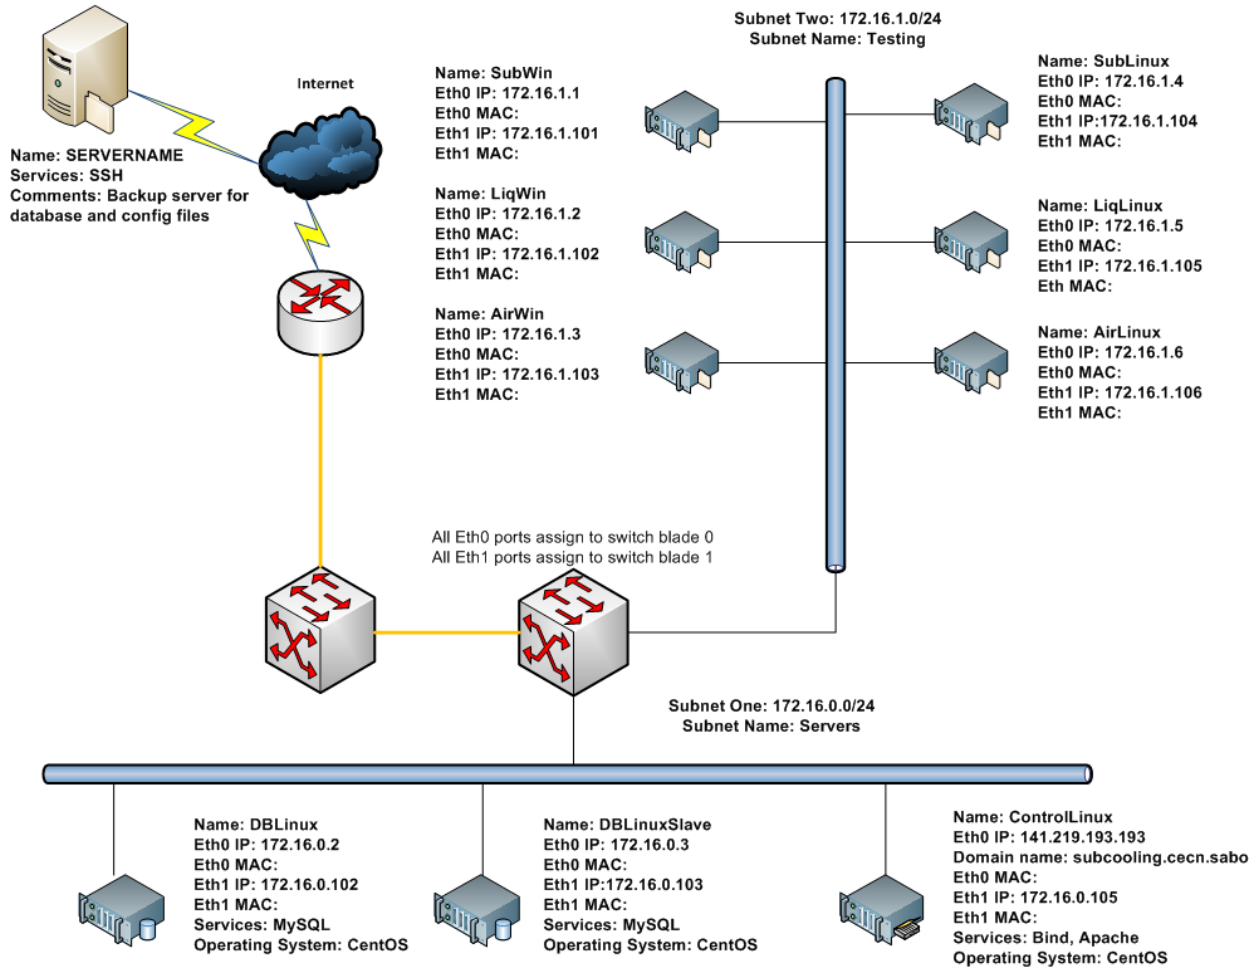 Subnet Two: 172.16.1.0/24
Subnet Name: Testing
Internet
Name: SERVERNAME
Services: SSH
Comments: Backup server for
database and config files
Name: SubWin
Eth0 IP: 172.16.1.1
Eth0 MAC:
Eth1 IP: 172.16.1.101
Eth1 MAC:
Name: LiqWin
Eth0 IP: 172.16.1.2
Eth0 MAC:
Eth1 IP: 172.16.1.102
Eth1 MAC:
Name: AirWin
Eth0 IP: 172.16.1.3
Eth0 MAC:
Eth1 IP: 172.16.1.103
Eth1 MAC:
Name: SubLinux
Eth0 IP: 172.16.1.4
Eth0 MAC:
Eth1 IP:172.16.1.104
Eth1 MAC:
Name: LiqLinux
Eth0 IP: 172.16.1.5
Eth0 MAC:
Eth1 IP: 172.16.1.105
Eth MAC:
Name: AirLinux
Eth0 IP: 172.16.1.6
Eth0 MAC:
Eth1 IP: 172.16.1.106
Eth1 MAC:
All Eth0 ports assign to switch blade 0
All Eth1 ports assign to switch blade 1
Subnet One: 172.16.0.0/24
Subnet Name: Servers
Name: DBLinux
Eth0 IP: 172.16.0.2
Eth0 MAC:
Eth1 IP: 172.16.0.102
Eth1 MAC:
Services: MySQL
Operating System: CentOS
Name: DBLinuxSlave
Eth0 IP: 172.16.0.3
Eth0 MAC:
Eth1 IP:172.16.0.103
Eth1 MAC:
Services: MySQL
Operating System: CentOS
Name: ControlLinux
Eth0 IP: 141.219.193.193
Domain name: subcooling.cecn.sabo
Eth0 MAC:
Eth1 IP: 172.16.0.105
Eth1 MAC:
Services: Bind, Apache
Operating System: CentOS